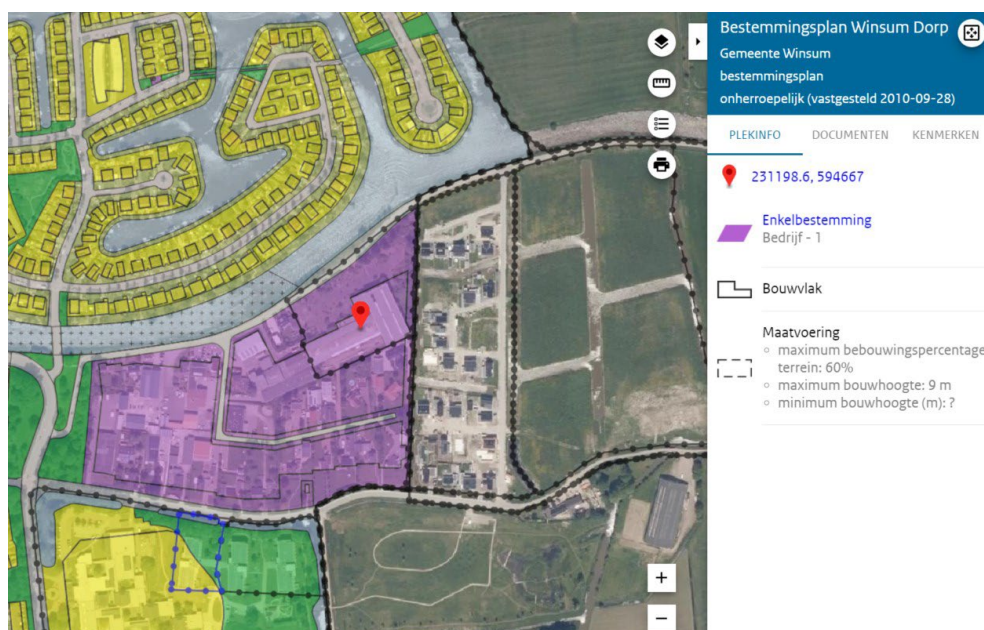 Bestemmingsplan Winsum Dorp
Gemeente Winsum
bestemmingsplan
onherroepelijk (vastgesteld 2010-09-28)
PLEKINFO DOCUMENTEN KENMERKEN
231198.6, 594667
Enkelbestemming
Bedrijf - 1
Bouwvlak
Maatvoering
maximum bebouwingspercentage
terrein: 60%
maximum bouwhoogte: 9 m
minimum bouwhoogte (m): ?
+
−